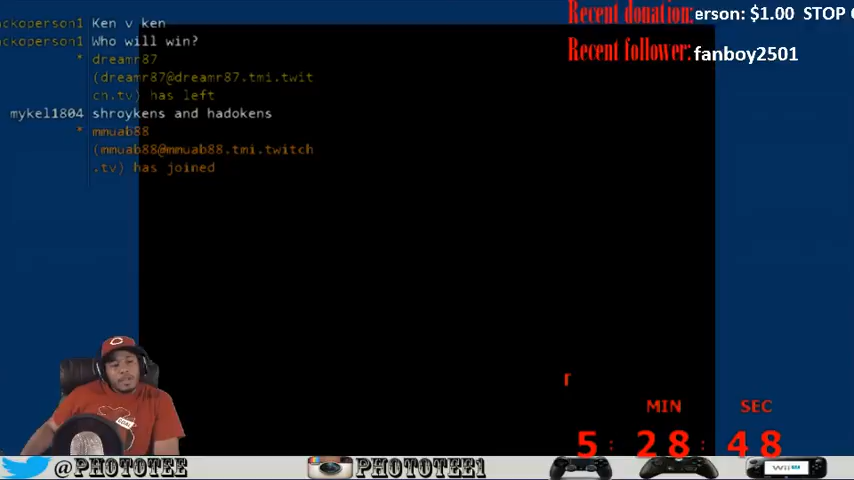 ckoperson1 Ken v ken
ckoperson1 Who will win?
* dreamr87
(dreamr87@dreamr87.tmi.twit
cn.tv) has left
mykel1804 shroykens and hadokens
* mmuab88
(mmuab88@mmuab88.tmi.twitch
.tv) has joined
Recent donation: erson: $1.00 STOP
Recent follower: fanboy2501
r
MIN SEC
5: 28: 48
@PHOTOTEE PHOTOTEE1 WiiU